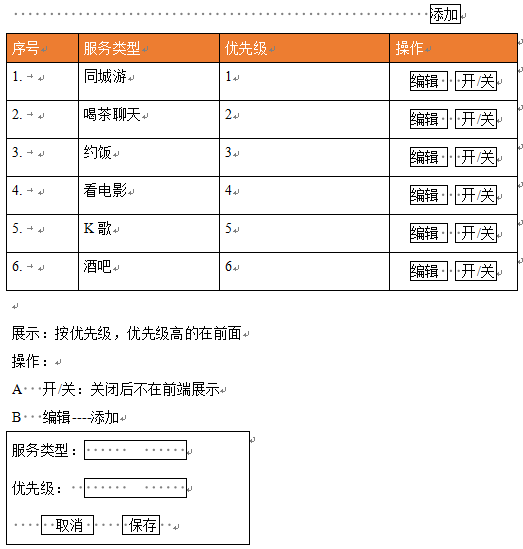 添加
序号 服务类型 优先级 操作
1. 同城游 1 编辑 开/关
2. 喝茶聊天 2 编辑 开/关
3. 约饭 3 编辑 开/关
4. 看电影 4 编辑 开/关
5. K歌 5 编辑 开/关
6. 酒吧 6 编辑 开/关
展示：按优先级，优先级高的在前面
操作：
A 开/关：关闭后不在前端展示
B 编辑----添加
服务类型：
优先级：
取消 保存